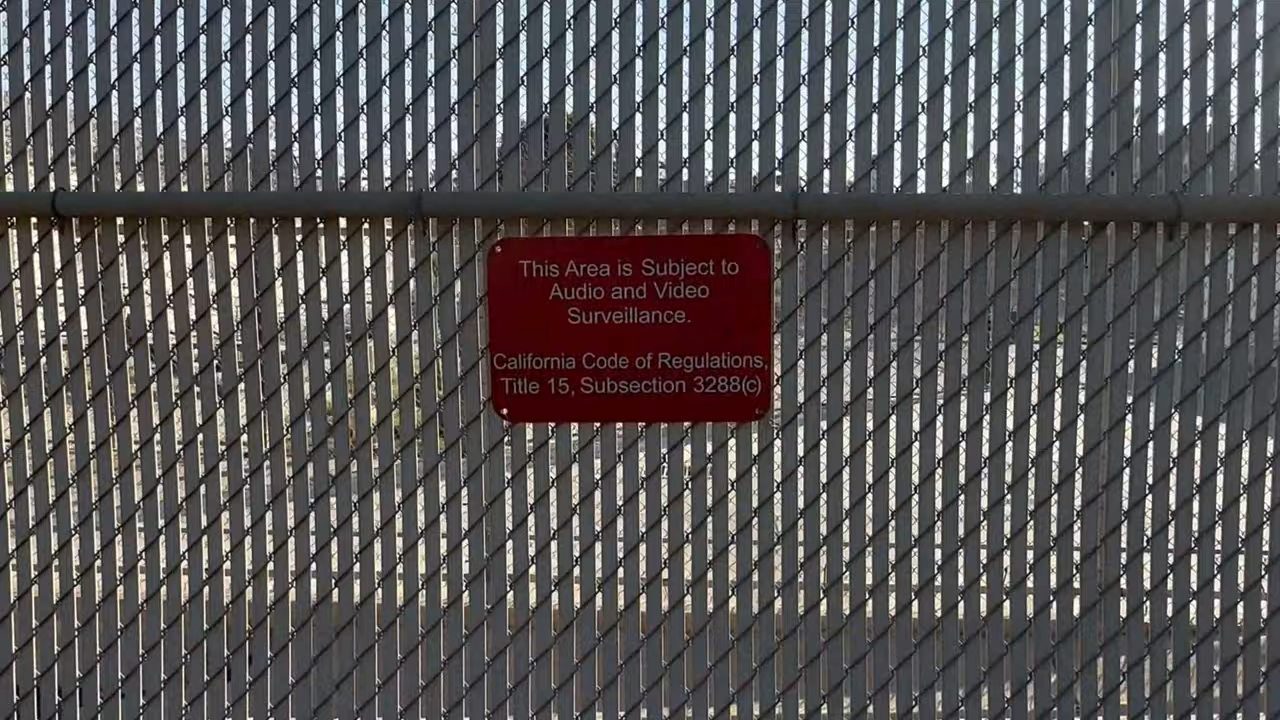 This Area is Subject to
Audio and Video
Surveillance.
California Code of Regulations,
Title 15, Subsection 3288(c)